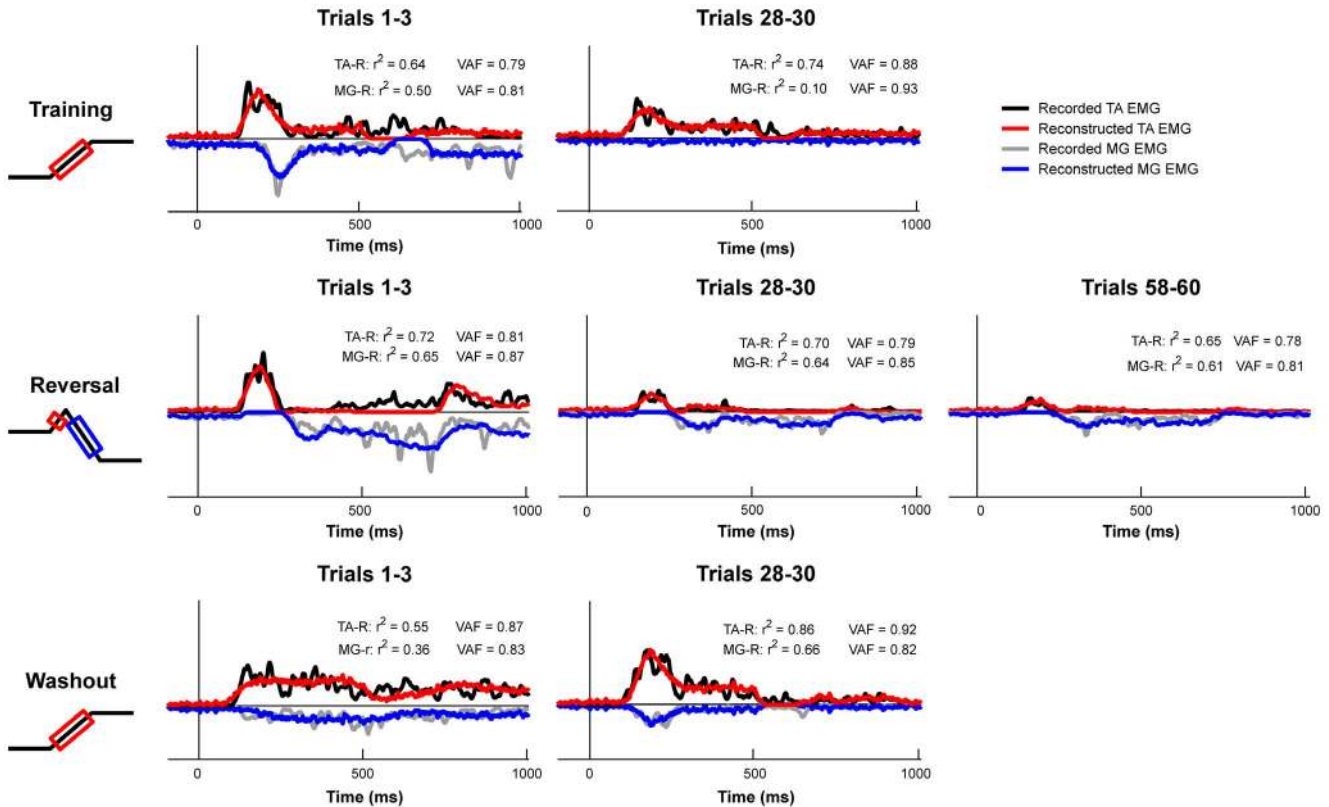 Trials 1-3
Trials 28-30
Training
TA-R: r² = 0.64 VAF = 0.79
MG-R: r² = 0.50 VAF = 0.81
0
500
1000
Time (ms)
TA-R: r² = 0.74 VAF = 0.88
MG-R: r² = 0.10 VAF = 0.93
0
500
1000
Time (ms)
Recorded TA EMG
Reconstructed TA EMG
Recorded MG EMG
Reconstructed MG EMG
Trials 1-3
Trials 28-30
Trials 58-60
Reversal
TA-R: r² = 0.72 VAF = 0.81
MG-R: r² = 0.65 VAF = 0.87
0
500
1000
Time (ms)
TA-R: r² = 0.70 VAF = 0.79
MG-R: r² = 0.64 VAF = 0.85
0
500
1000
Time (ms)
TA-R: r² = 0.65 VAF = 0.78
MG-R: r² = 0.61 VAF = 0.81
0
500
1000
Time (ms)
Trials 1-3
Trials 28-30
Washout
TA-R: r² = 0.55 VAF = 0.87
MG-r: r² = 0.36 VAF = 0.83
0
500
1000
Time (ms)
TA-R: r² = 0.86 VAF = 0.92
MG-R: r² = 0.66 VAF = 0.82
0
500
1000
Time (ms)